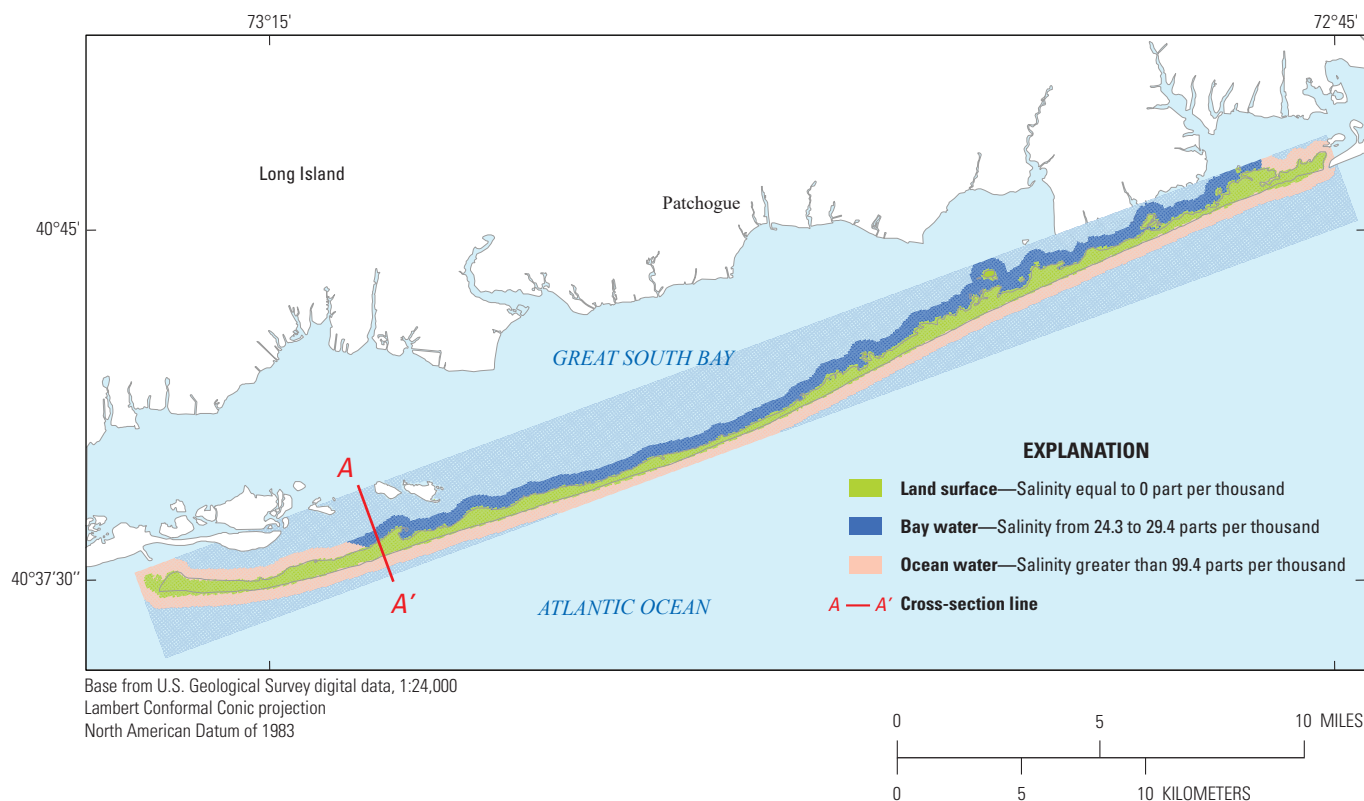 73°15'
72°45'
Long Island
Patchogue
40°45'
GREAT SOUTH BAY
EXPLANATION
Land surface—Salinity equal to 0 part per thousand
Bay water—Salinity from 24.3 to 29.4 parts per thousand
Ocean water—Salinity greater than 99.4 parts per thousand
A — A′ Cross-section line
A
40°37'30''
A′
ATLANTIC OCEAN
Base from U.S. Geological Survey digital data, 1:24,000
Lambert Conformal Conic projection
North American Datum of 1983
0 5 10 MILES
0 5 10 KILOMETERS